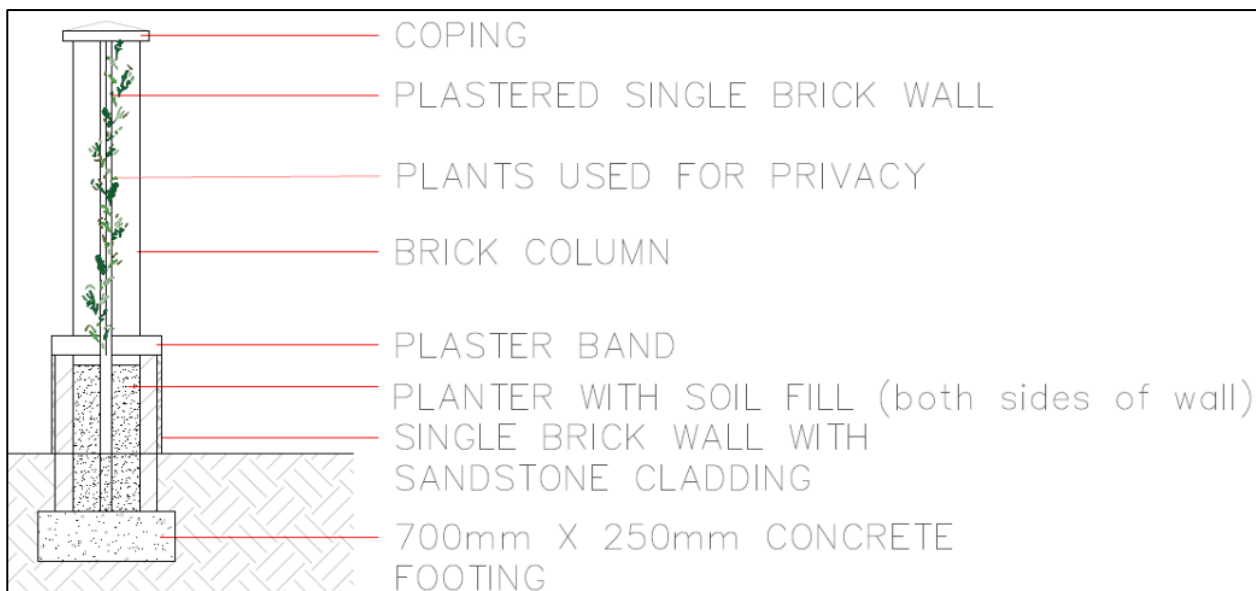 COPING
PLASTERED SINGLE BRICK WALL
PLANTS USED FOR PRIVACY
BRICK COLUMN
PLASTER BAND
PLANTER WITH SOIL FILL (both sides of wall)
SINGLE BRICK WALL WITH
SANDSTONE CLADDING
700mm X 250mm CONCRETE
FOOTING